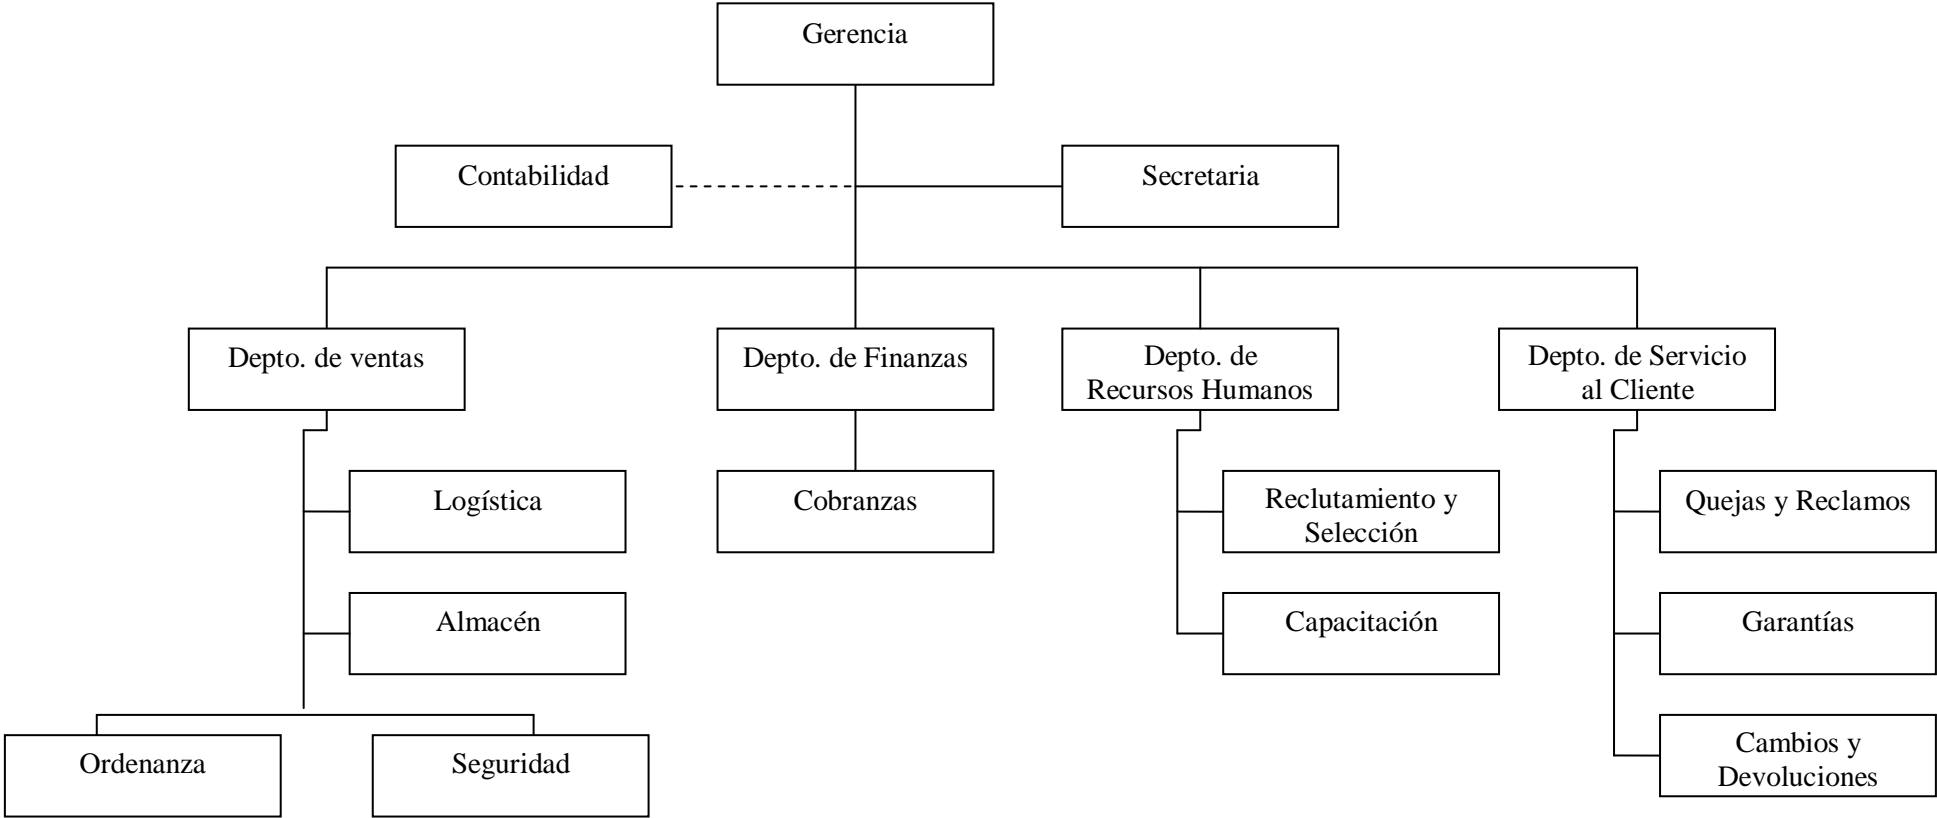 Gerencia
Contabilidad
Secretaria
Depto. de ventas
Depto. de Finanzas
Depto. de
Recursos Humanos
Depto. de Servicio
al Cliente
Logística
Cobranzas
Reclutamiento y
Selección
Quejas y Reclamos
Almacén
Capacitación
Garantías
Ordenanza
Seguridad
Cambios y
Devoluciones